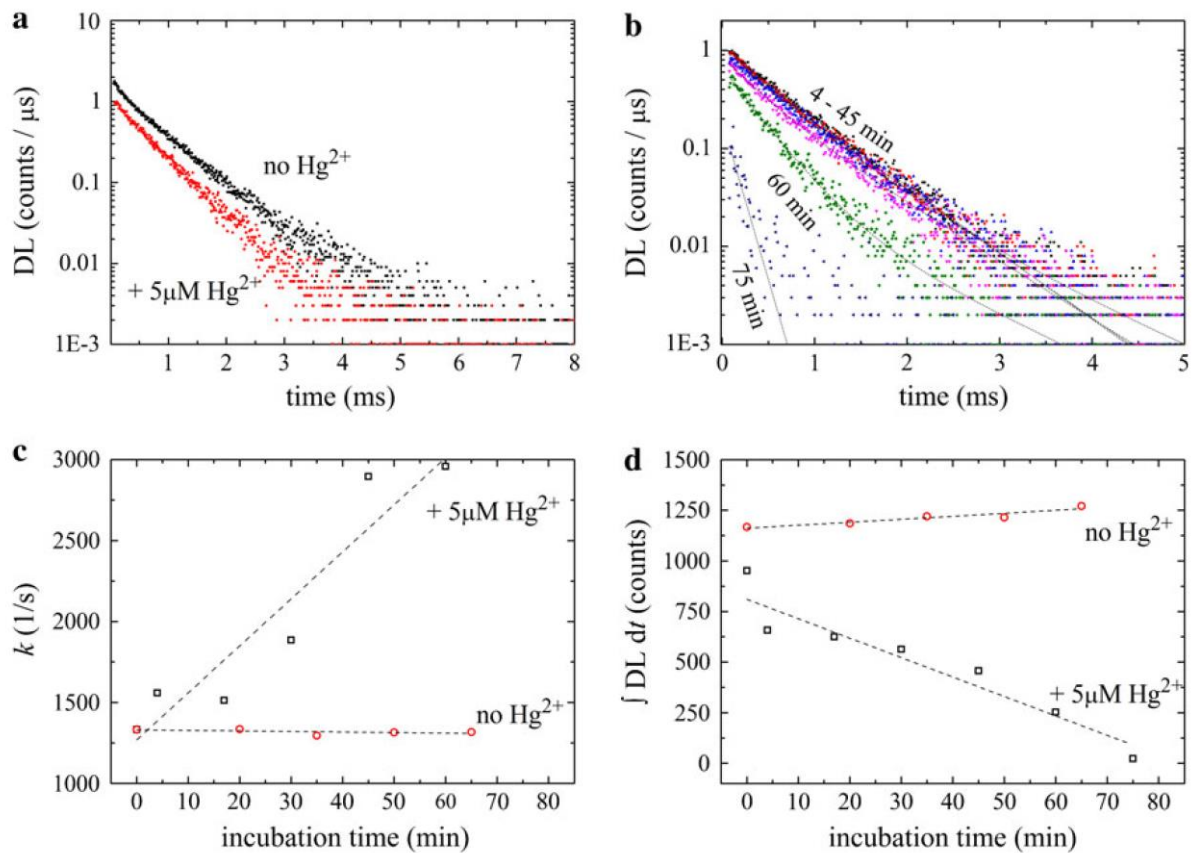 a
10
1
0.1
0.01
1E-3
DL (counts / μs)
no Hg²⁺
+ 5μM Hg²⁺
1 2 3 4 5 6 7 8
time (ms)
b
1
0.1
0.01
1E-3
DL (counts / μs)
4 - 45 min
60 min
75 min
0 1 2 3 4 5
time (ms)
c
3000
2500
2000
1500
1000
k (1/s)
+ 5μM Hg²⁺
no Hg²⁺
0 10 20 30 40 50 60 70 80
incubation time (min)
d
1500
1250
1000
750
500
250
0
∫ DL dt (counts)
no Hg²⁺
+ 5μM Hg²⁺
0 10 20 30 40 50 60 70 80
incubation time (min)